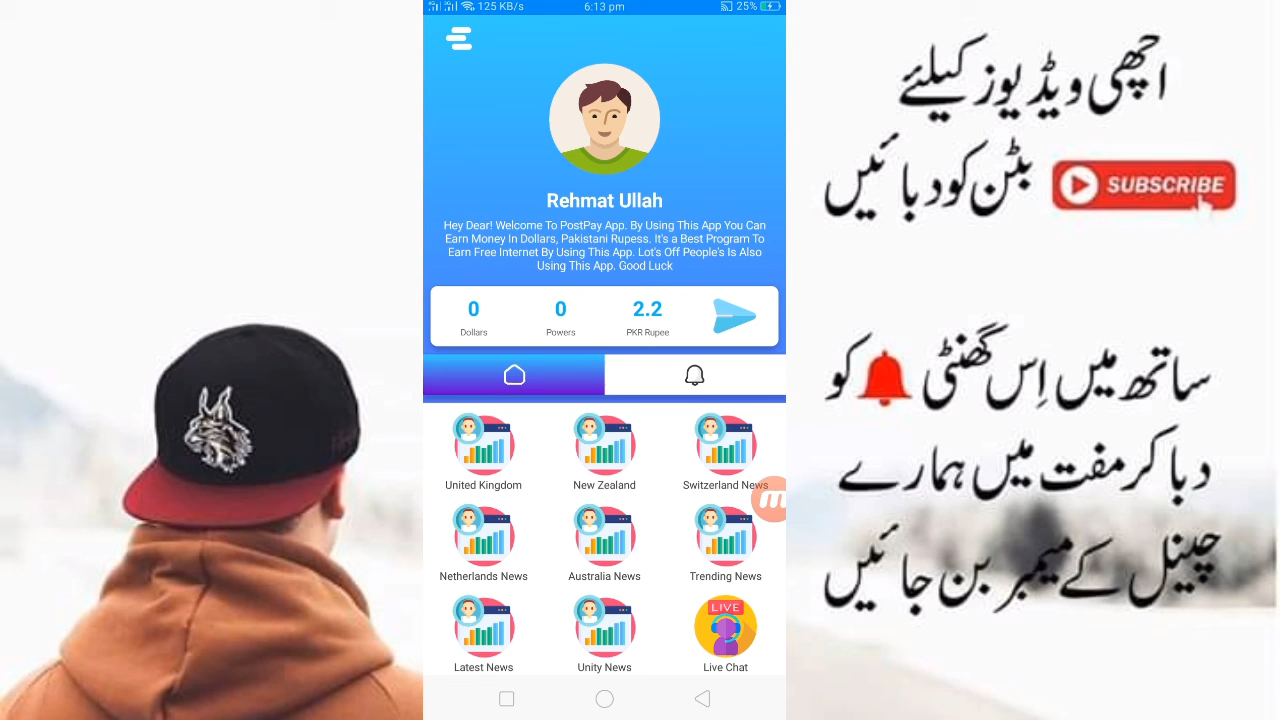 125 KB/s
6:13 pm
25%
Rehmat Ullah
Hey Dear! Welcome To PostPay App. By Using This App You Can
Earn Money In Dollars, Pakistani Rupess. It's a Best Program To
Earn Free Internet By Using This App. Lot's Off People's Is Also
Using This App. Good Luck
0
0
2.2
Dollars
Powers
PKR Rupee
United Kingdom
New Zealand
Switzerland News
Netherlands News
Australia News
Trending News
LIVE
Latest News
Unity News
Live Chat
اچھی ویڈیوز کیلئے
SUBSCRIBE بٹن کو دبائیں
ساتھ میں اِس گھنٹی کو
دبا کر مفت میں ہمارے
چینل کے میمبر بن جائیں